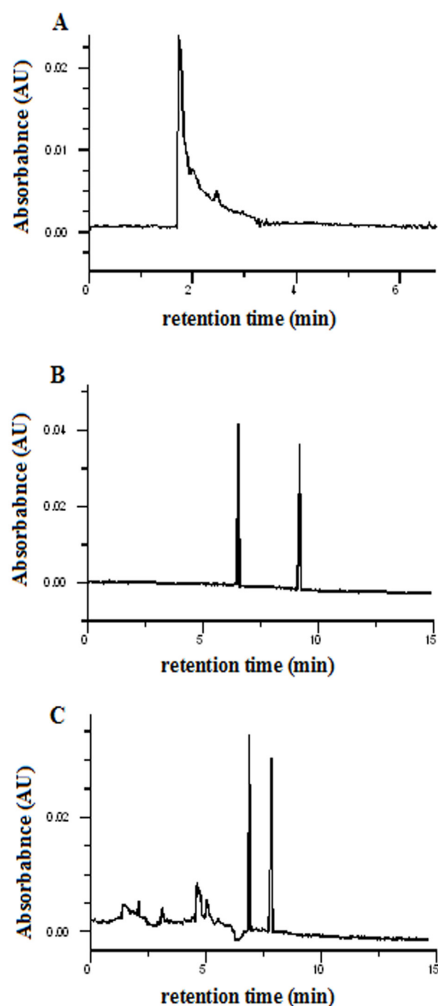 A
Absorbabnce (AU)
0.02
0.01
0.00
0 2 4 6
retention time (min)
B
Absorbabnce (AU)
0.04
0.02
0.00
0 5 10 15
retention time (min)
C
Absorbabnce (AU)
0.02
0.00
0 5 10 15
retention time (min)